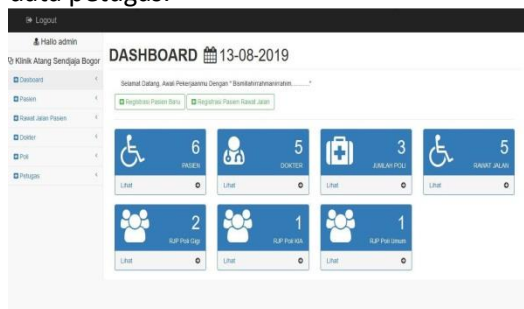 data petugas.
Logout
Hallo admin
Klinik Atang Sendjaja Bogor
Dasboard
Pasien
Rawat Jalan Pasien
Dokter
Poli
Petugas
DASHBOARD 13-08-2019
Selamat Datang, Awali Pekerjaanmu Dengan " Bismillahirrahmanirrahim............"
Registrasi Pasien Baru
Registrasi Pasien Rawat Jalan
6
PASIEN
Lihat
5
DOKTER
Lihat
3
JUMLAH POLI
Lihat
5
RAWAT JALAN
Lihat
2
RJP Poli Gigi
Lihat
1
RJP Poli KIA
Lihat
1
RJP Poli Umum
Lihat